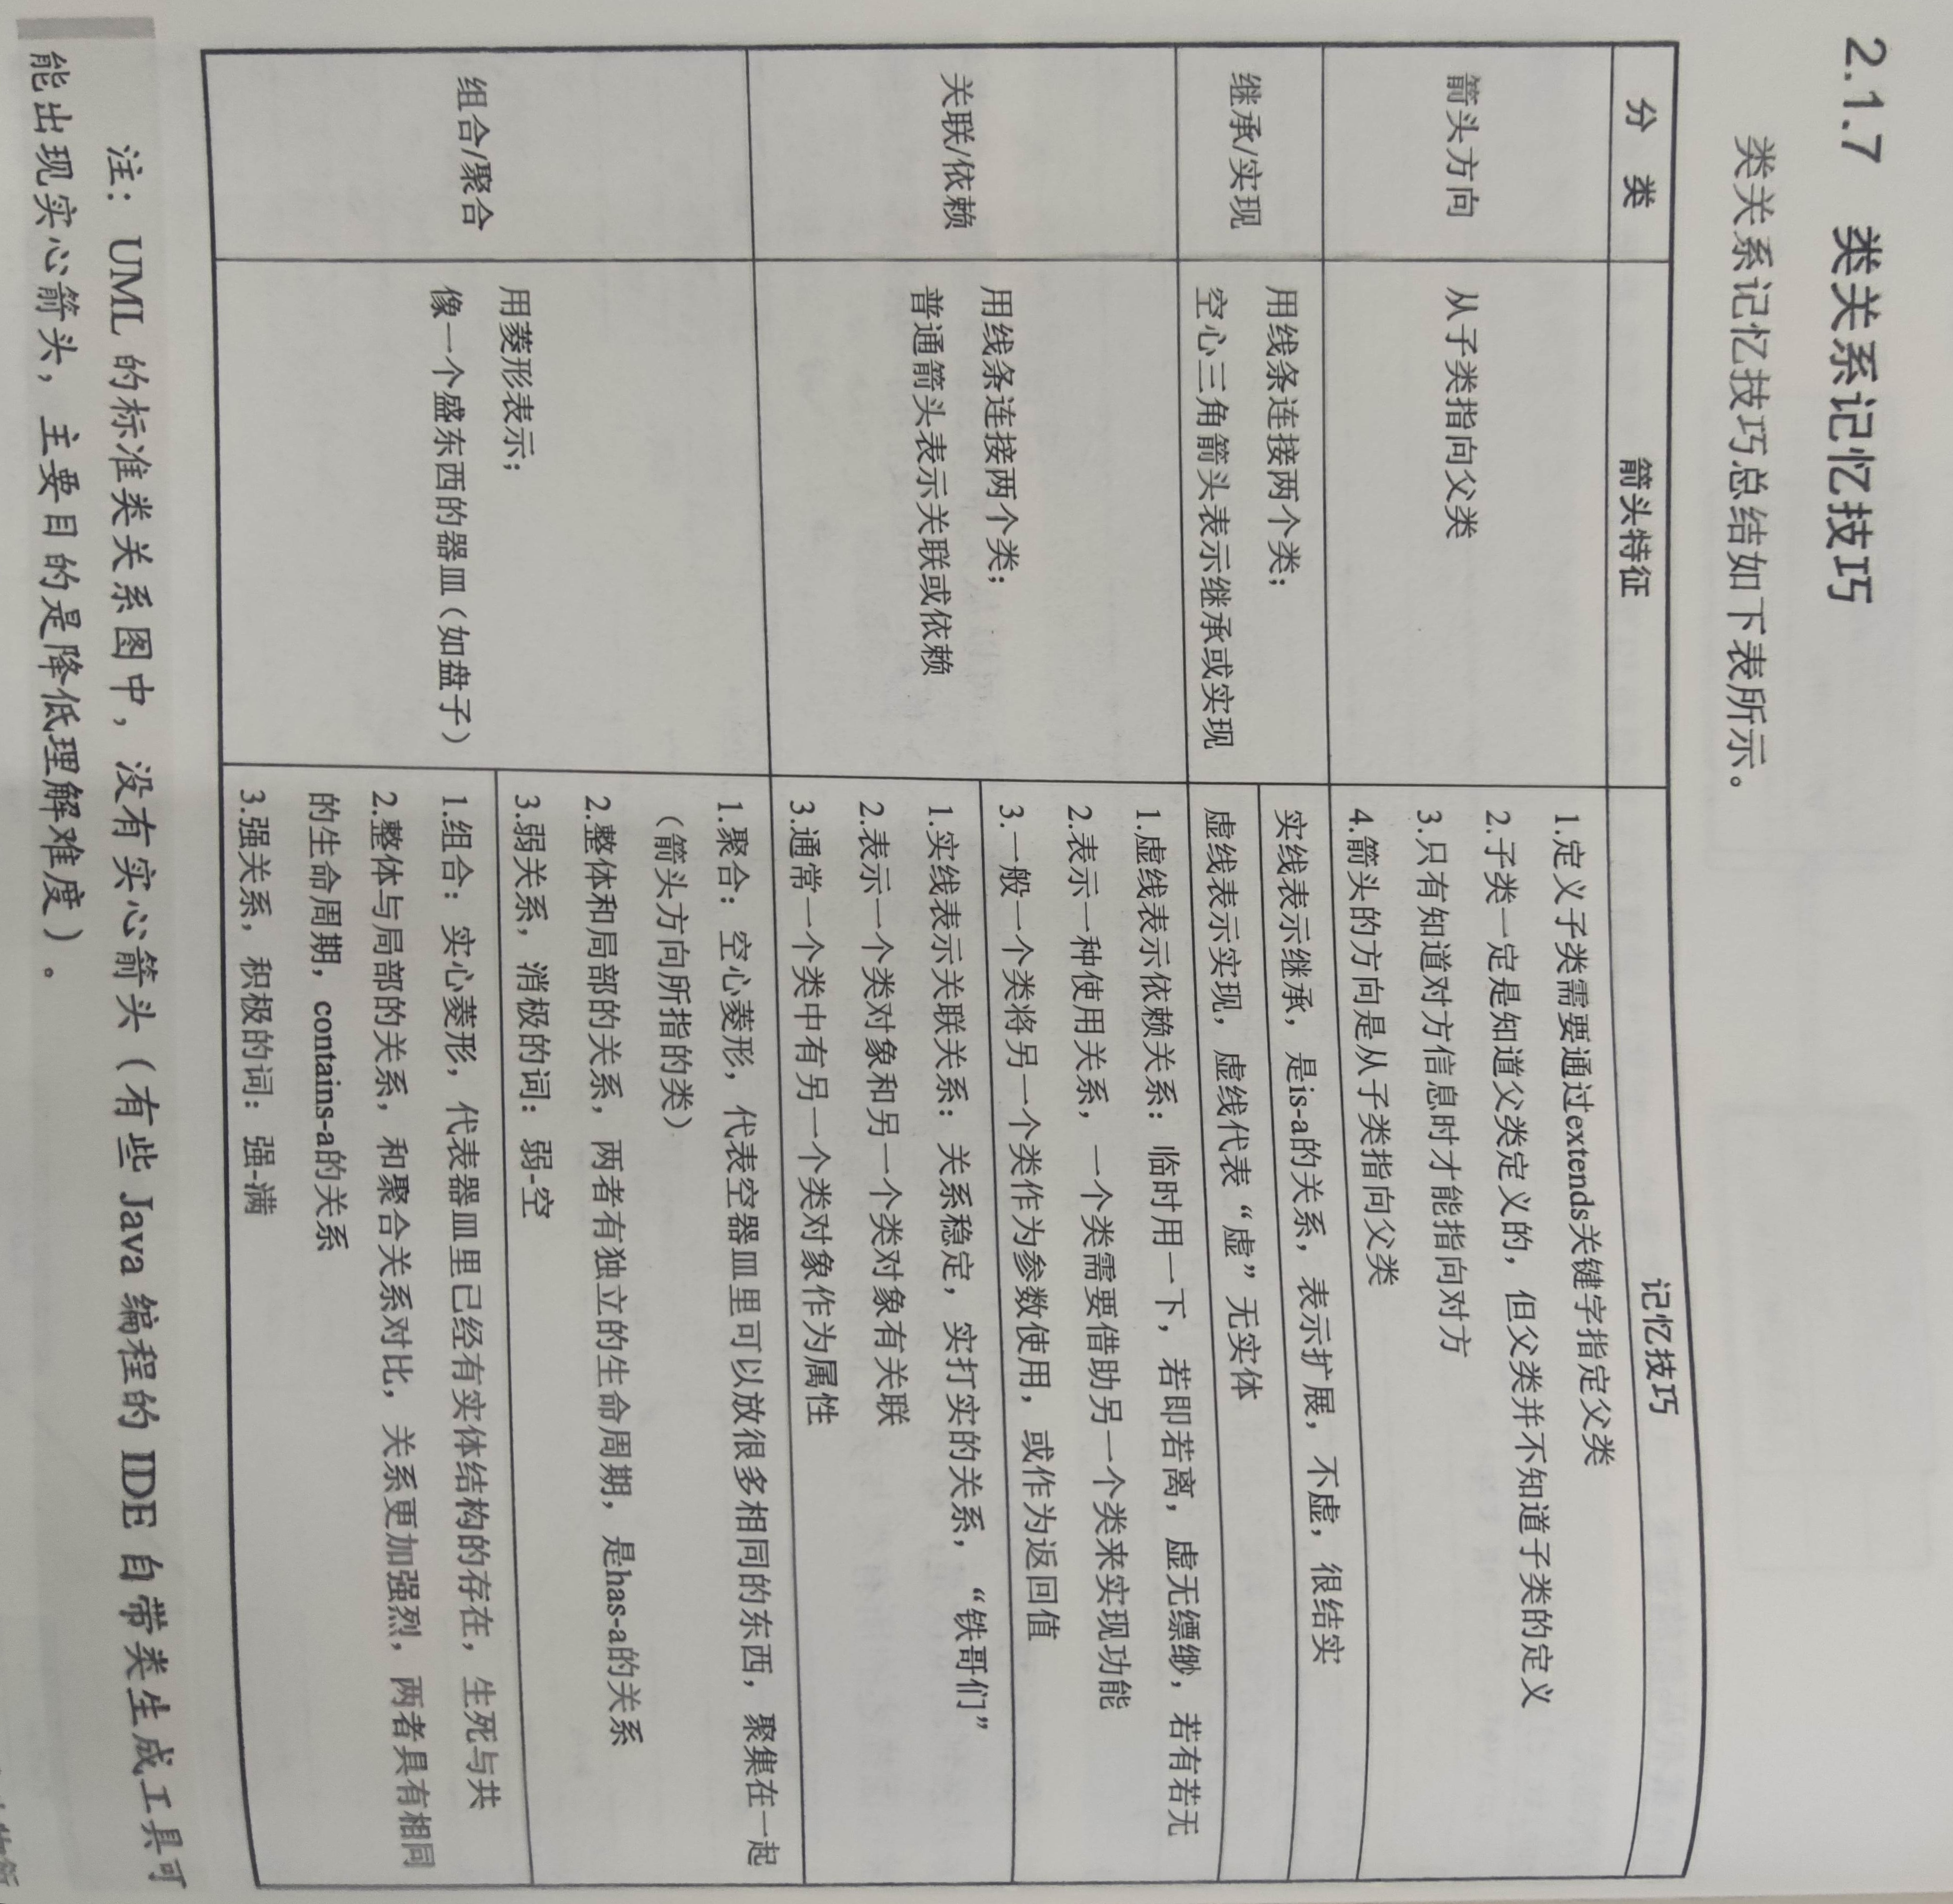 2.1.7 类关系记忆技巧
类关系记忆技巧总结如下表所示。
分 类
箭头特征
记忆技巧
箭头方向
从子类指向父类
1.定义子类需要通过extends关键字指定父类
2.子类一定是知道父类定义的，但父类并不知道子类的定义
3.只有知道对方信息时才能指向对方
4.箭头的方向是从子类指向父类
继承/实现
用线条连接两个类；
空心三角箭头表示继承或实现
实线表示继承，是is-a的关系，表示扩展，不虚，很结实
虚线表示实现，虚线代表“虚”无实体
关联/依赖
用线条连接两个类；
普通箭头表示关联或依赖
1.虚线表示依赖关系：临时用一下，若即若离，虚无缥缈，若有若无
2.表示一种使用关系，一个类需要借助另一个类来实现功能
3.一般一个类将另一个类作为参数使用，或作为返回值
1.实线表示关联关系：关系稳定，实打实的关系，“铁哥们”
2.表示一个类对象和另一个类对象有关联
3.通常一个类中有另一个类对象作为属性
组合/聚合
用菱形表示；
像一个盛东西的器皿（如盘子）
1.聚合：空心菱形，代表空器皿里可以放很多相同的东西，聚集在一起
（箭头方向所指的类）
2.整体和局部的关系，两者有独立的生命周期，是has-a的关系
3.弱关系，消极的词：弱-空
1.组合：实心菱形，代表器皿里已经有实体结构的存在，生死与共
2.整体与局部的关系，和聚合关系对比，关系更加强烈，两者具有相同
的生命周期，contains-a的关系
3.强关系，积极的词：强-满
注：UML 的标准类关系图中，没有实心箭头（有些 Java 编程的 IDE 自带类生成工具可
能出现实心箭头，主要目的是降低理解难度）。